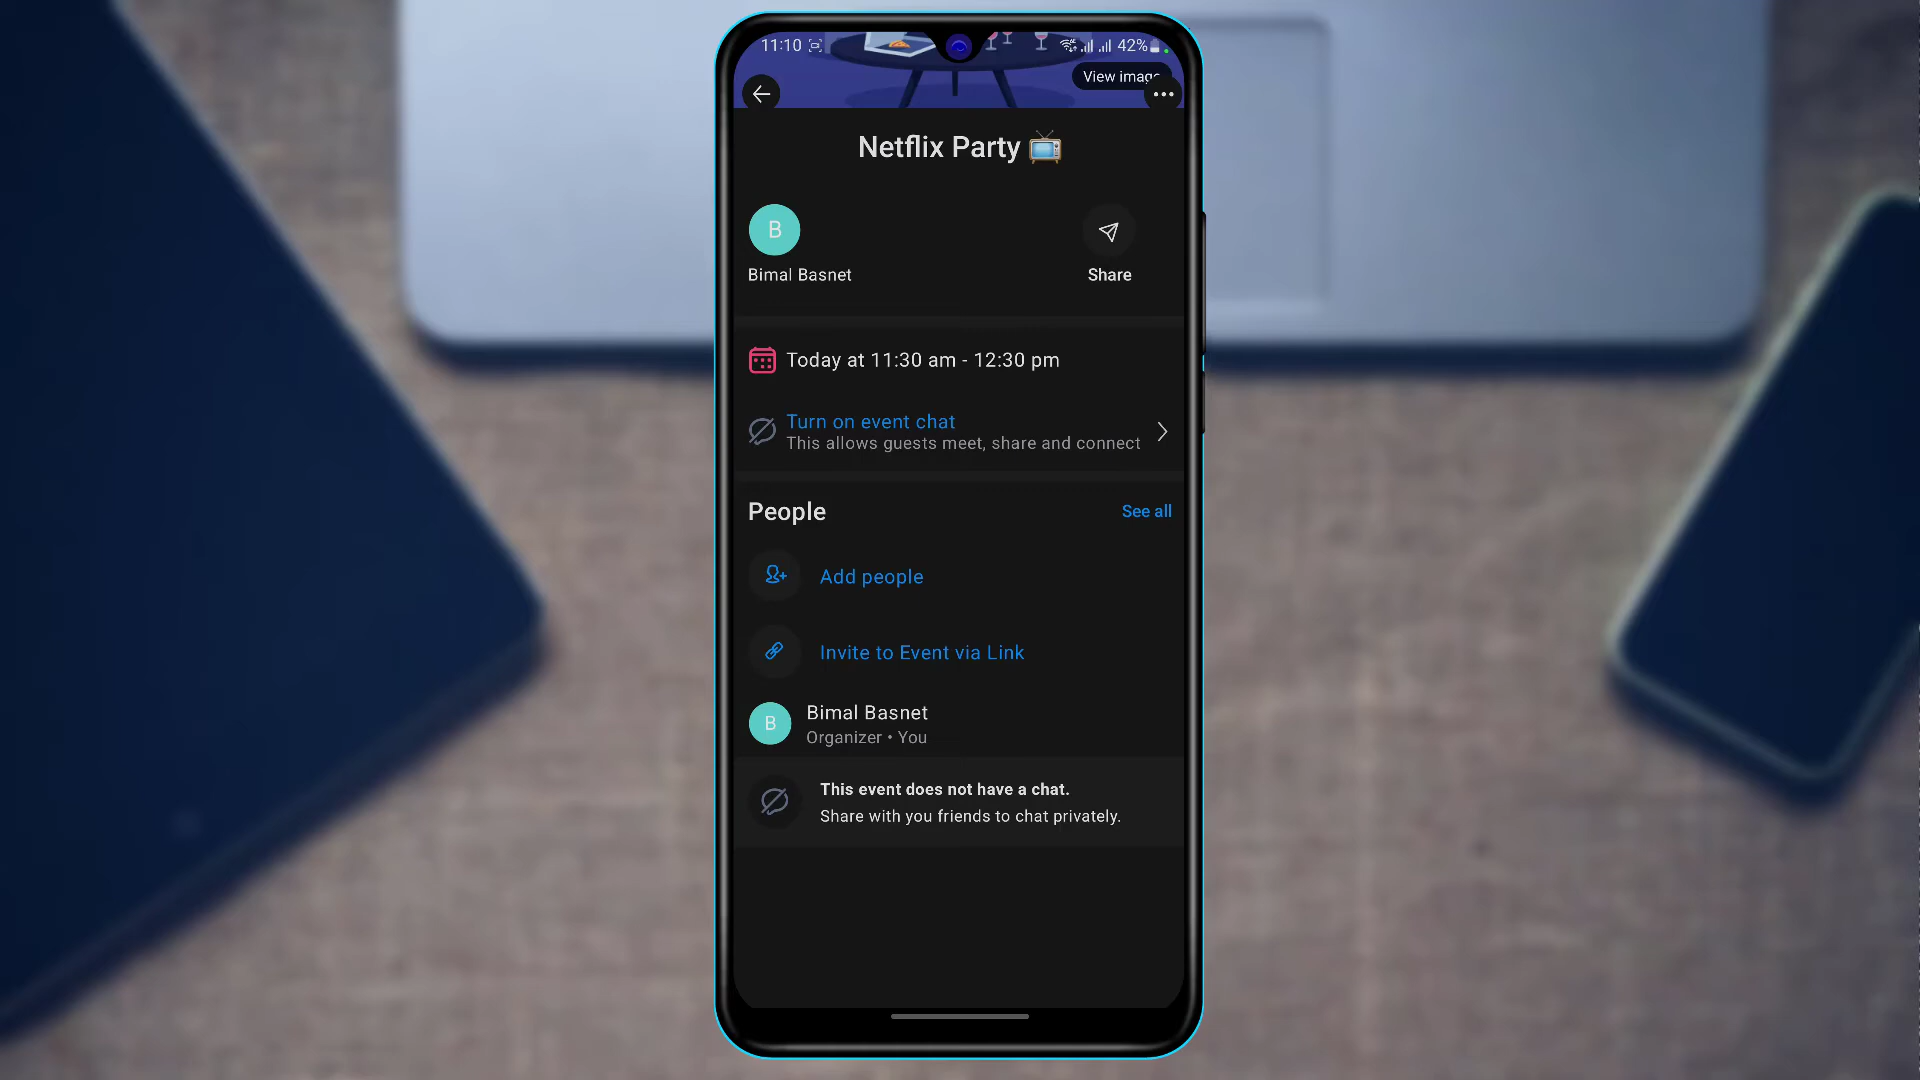 11:10
42%
View image
Netflix Party
B
Bimal Basnet
Share
Today at 11:30 am - 12:30 pm
Turn on event chat
This allows guests meet, share and connect
People
See all
Add people
Invite to Event via Link
B
Bimal Basnet
Organizer • You
This event does not have a chat.
Share with you friends to chat privately.